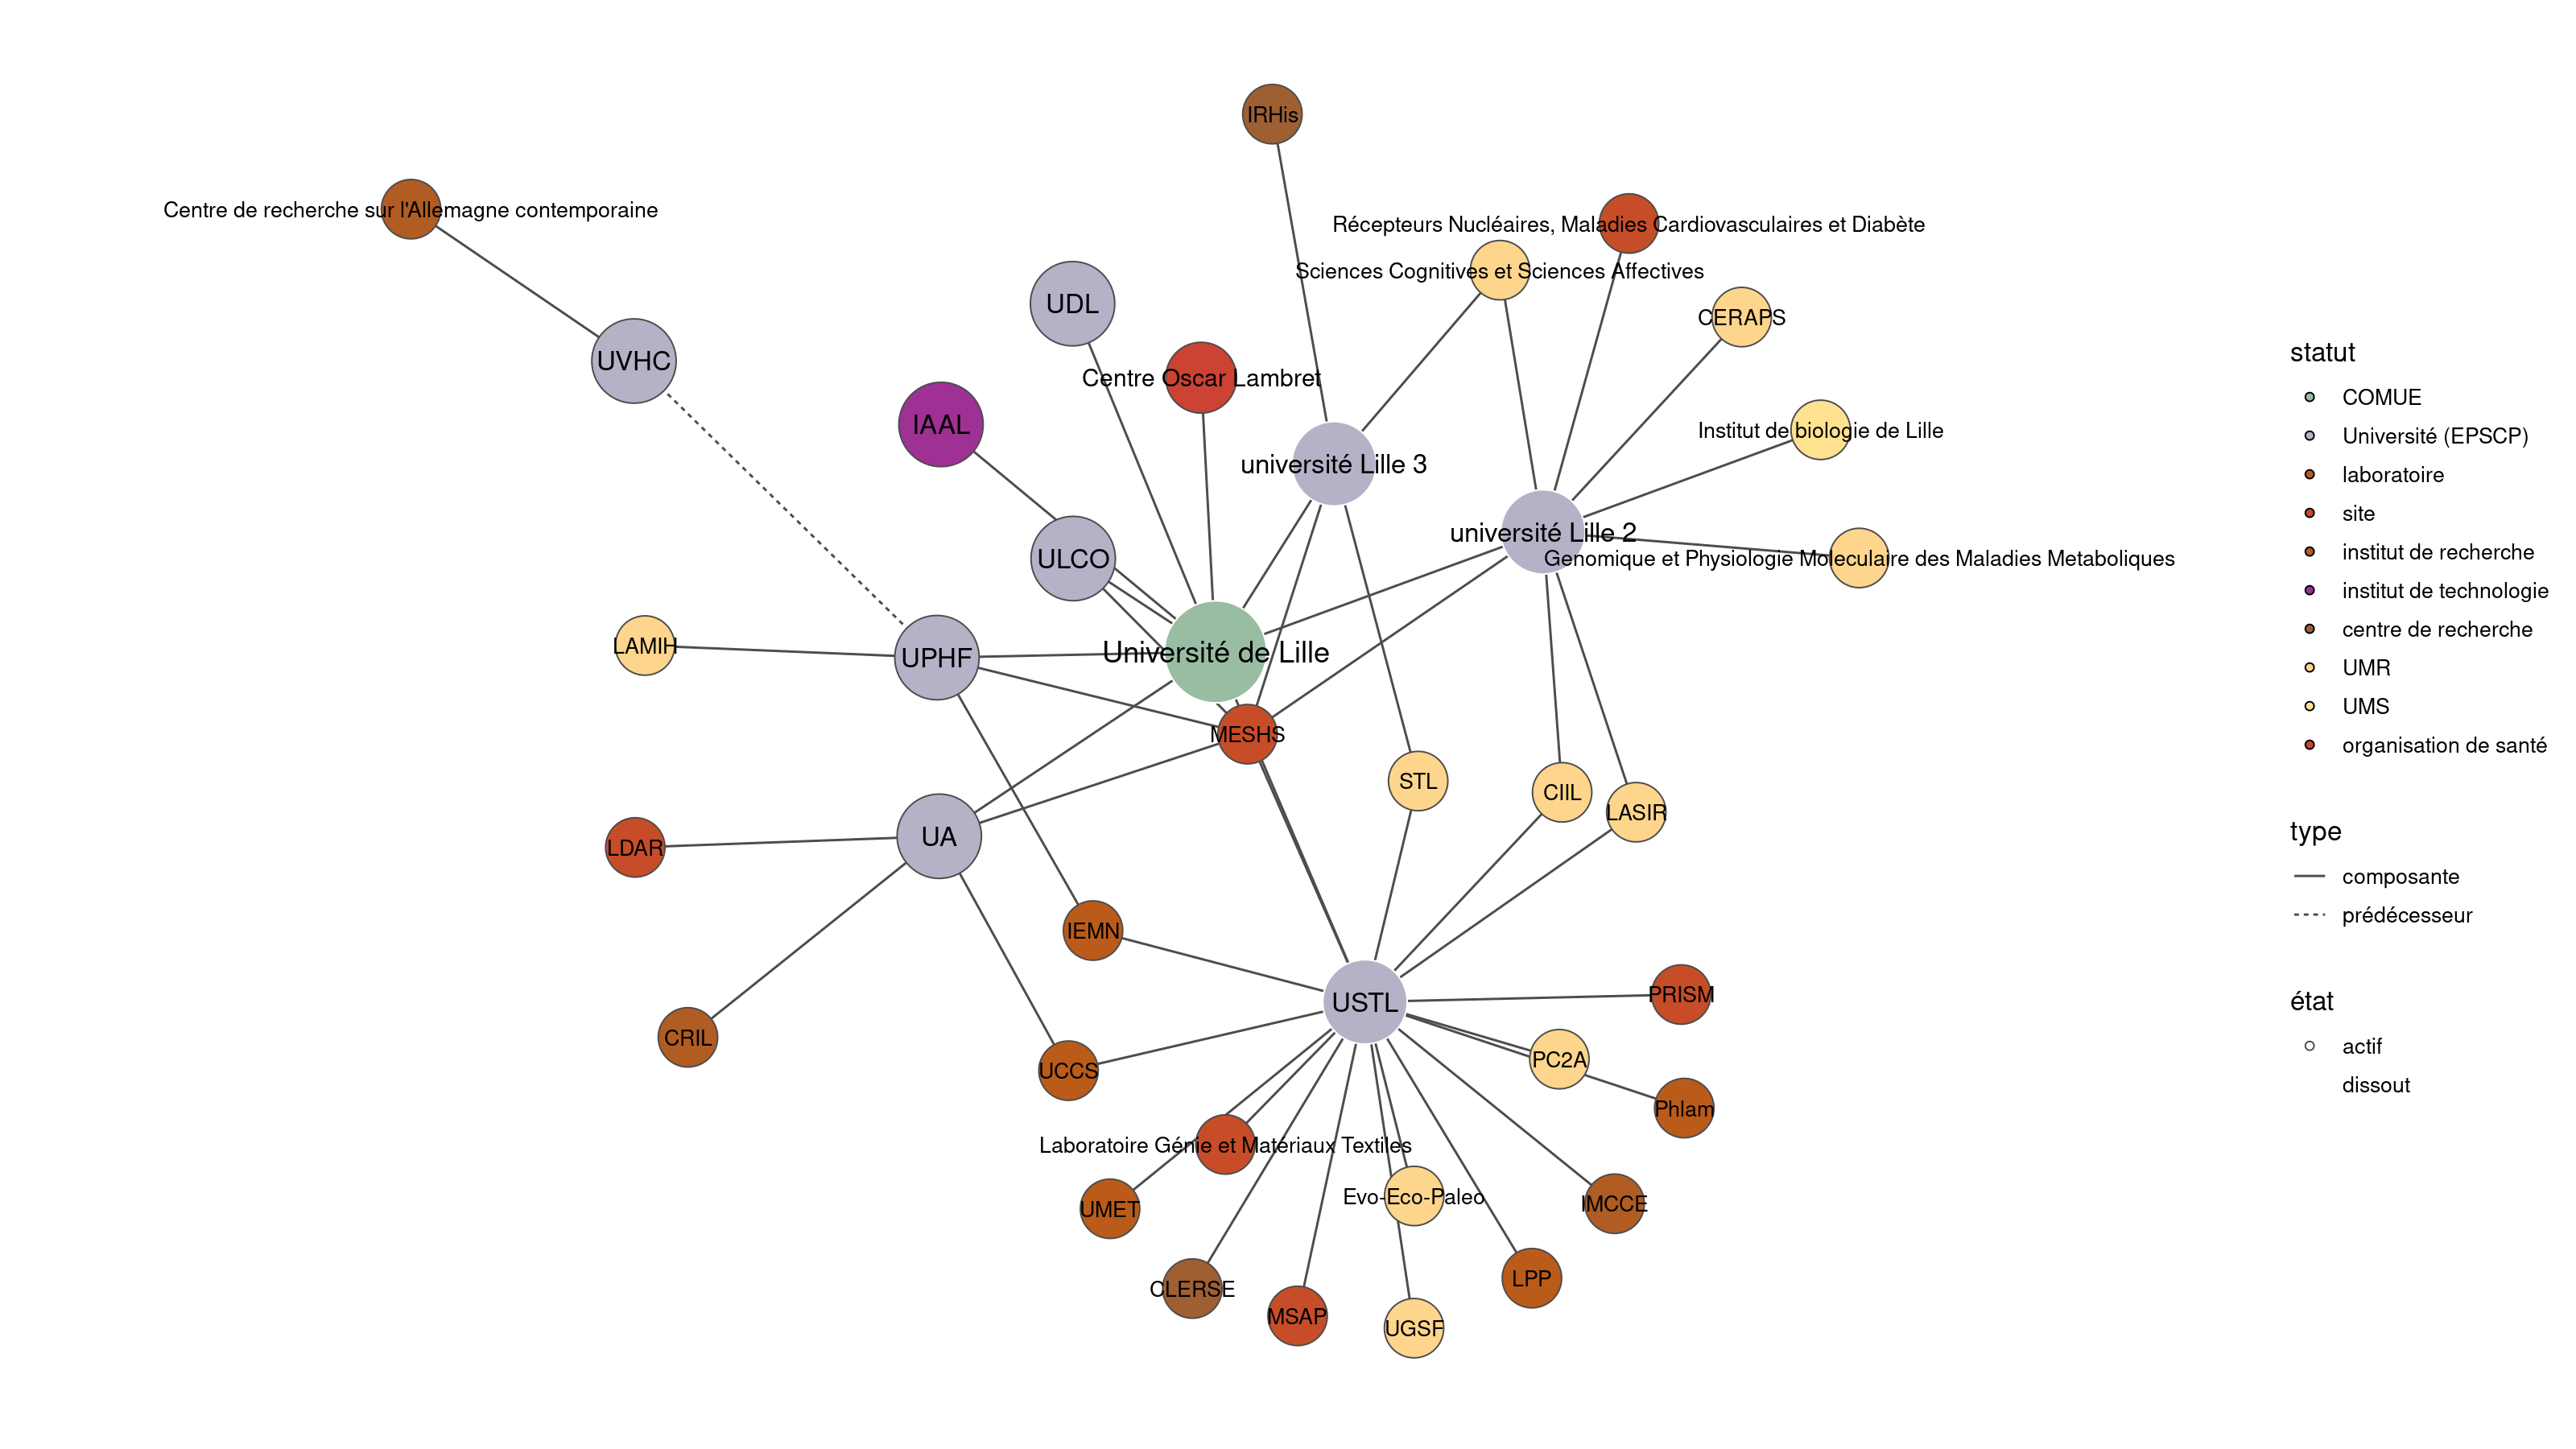 IRHis
Centre de recherche sur l'Allemagne contemporaine
Récepteurs Nucléaires, Maladies Cardiovasculaires et Diabète
Sciences Cognitives et Sciences Affectives
UDL
CERAPS
UVHC
Centre Oscar Lambret
IAAL
Institut de biologie de Lille
université Lille 3
université Lille 2
ULCO
Genomique et Physiologie Moleculaire des Maladies Metaboliques
LAMIH
UPHF
Université de Lille
MESHS
STL
CIIL
LASIR
UA
LDAR
IEMN
PRISM
USTL
CRIL
PC2A
UCCS
Phlam
Laboratoire Génie et Matériaux Textiles
Evo-Eco-Paleo
IMCCE
UMET
LPP
CLERSE
MSAP
UGSF
statut
COMUE
Université (EPSCP)
laboratoire
site
institut de recherche
institut de technologie
centre de recherche
UMR
UMS
organisation de santé
type
composante
prédécesseur
état
actif
dissout